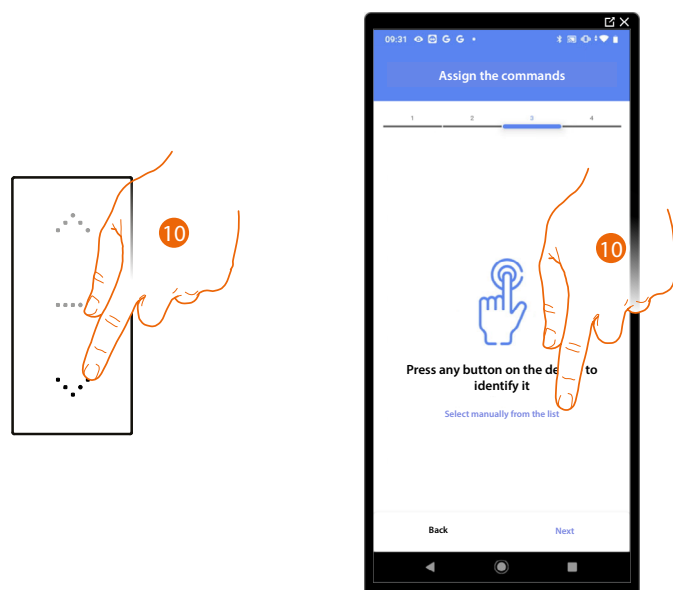 09:31 G G
Assign the commands
1 2 3 4
10
10
Press any button on the de to
identify it
Select manually from the list
Back Next